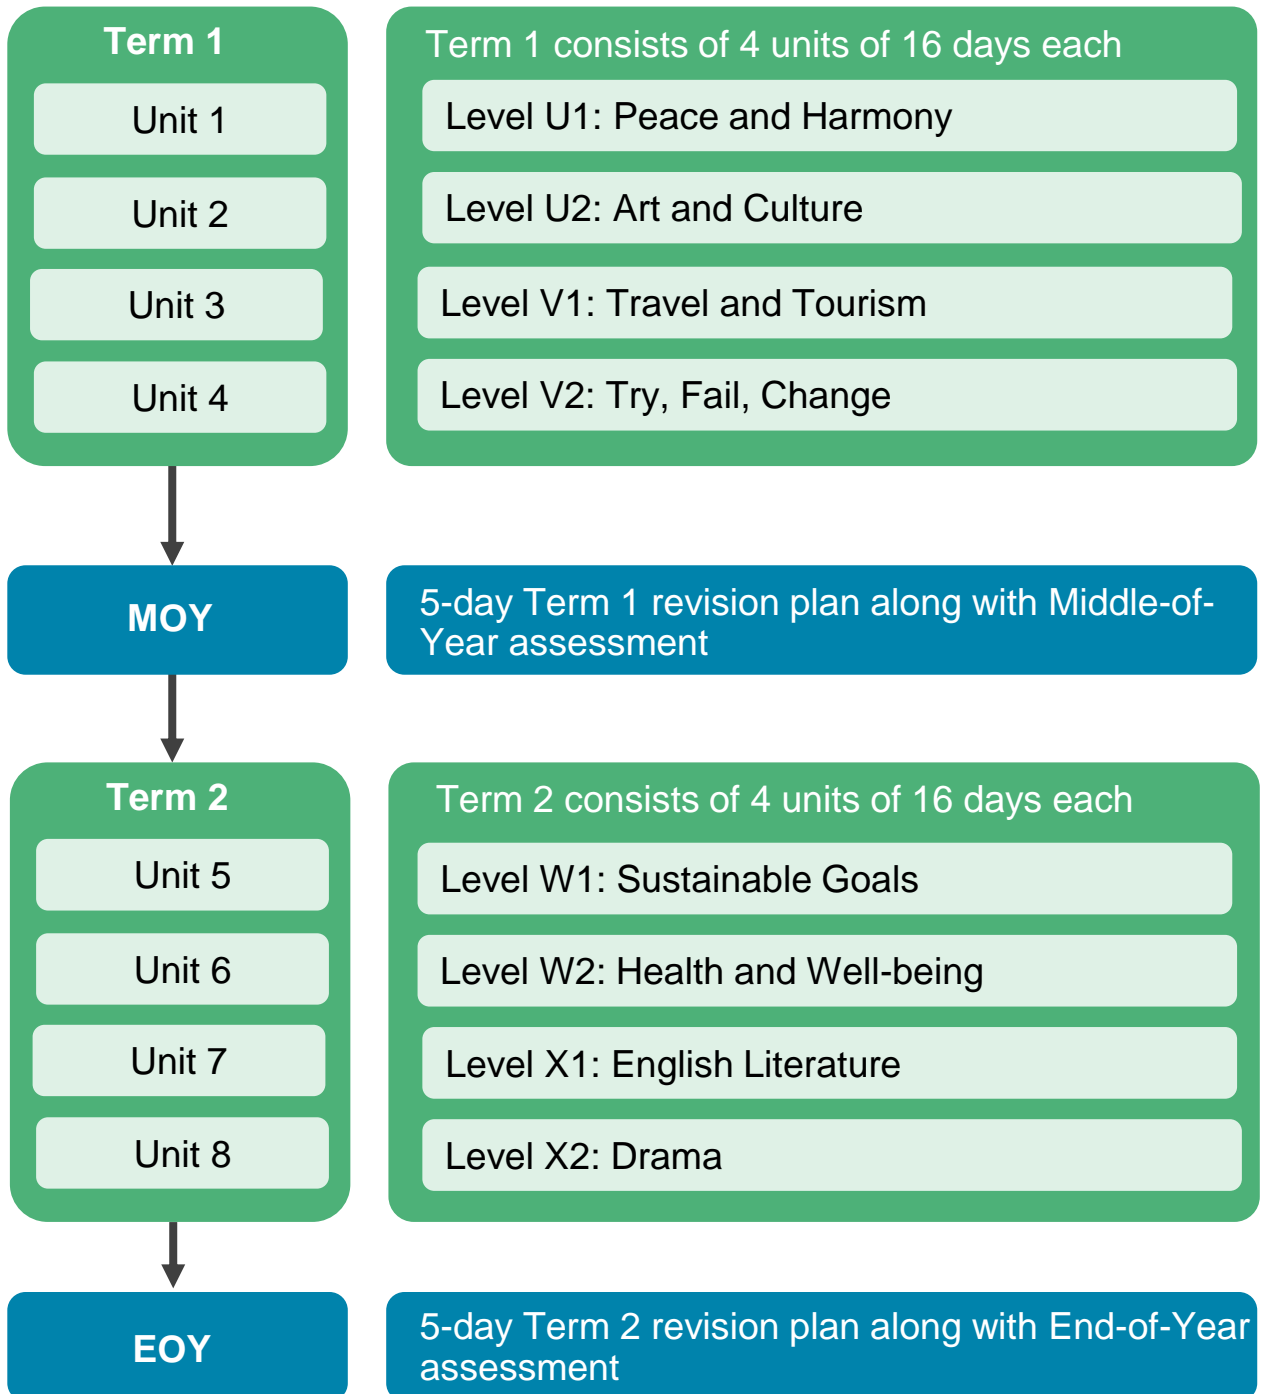 Term 1
Unit 1
Unit 2
Unit 3
Unit 4
Term 1 consists of 4 units of 16 days each
Level U1: Peace and Harmony
Level U2: Art and Culture
Level V1: Travel and Tourism
Level V2: Try, Fail, Change
MOY
5-day Term 1 revision plan along with Middle-of-
Year assessment
Term 2
Unit 5
Unit 6
Unit 7
Unit 8
Term 2 consists of 4 units of 16 days each
Level W1: Sustainable Goals
Level W2: Health and Well-being
Level X1: English Literature
Level X2: Drama
EOY
5-day Term 2 revision plan along with End-of-Year
assessment